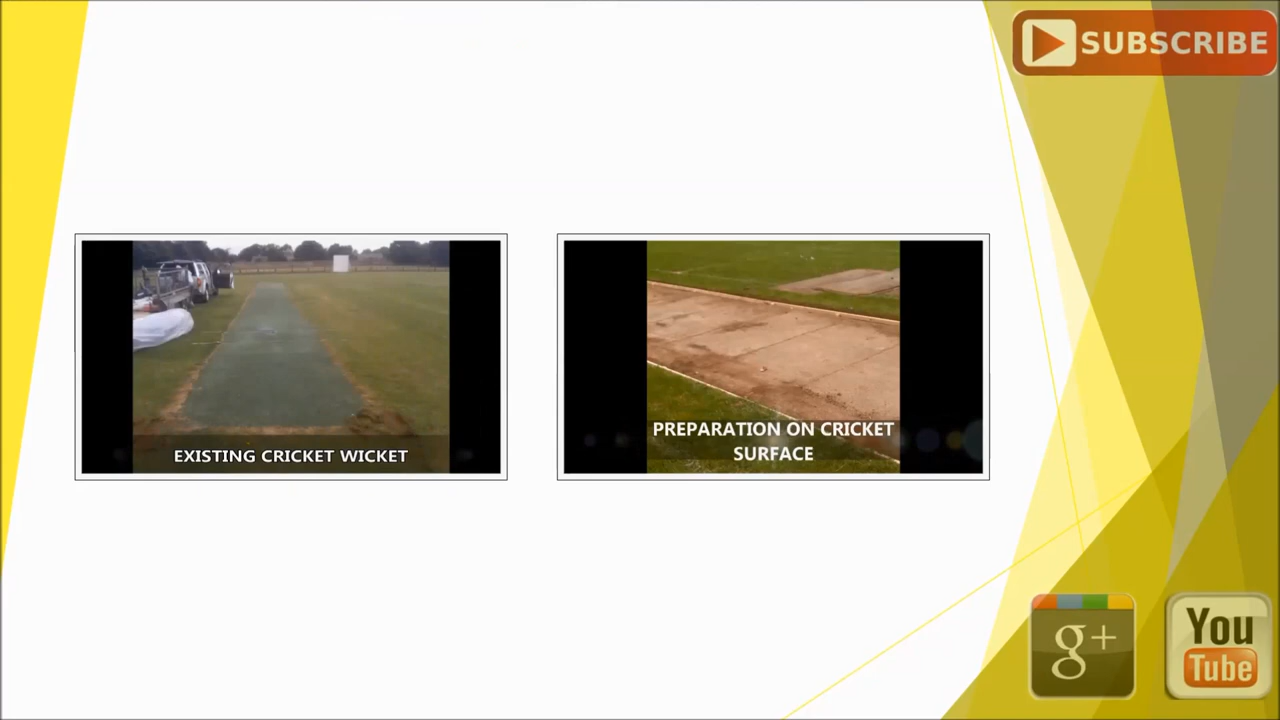 SUBSCRIBE
EXISTING CRICKET WICKET
PREPARATION ON CRICKET
SURFACE
g+
You
Tube